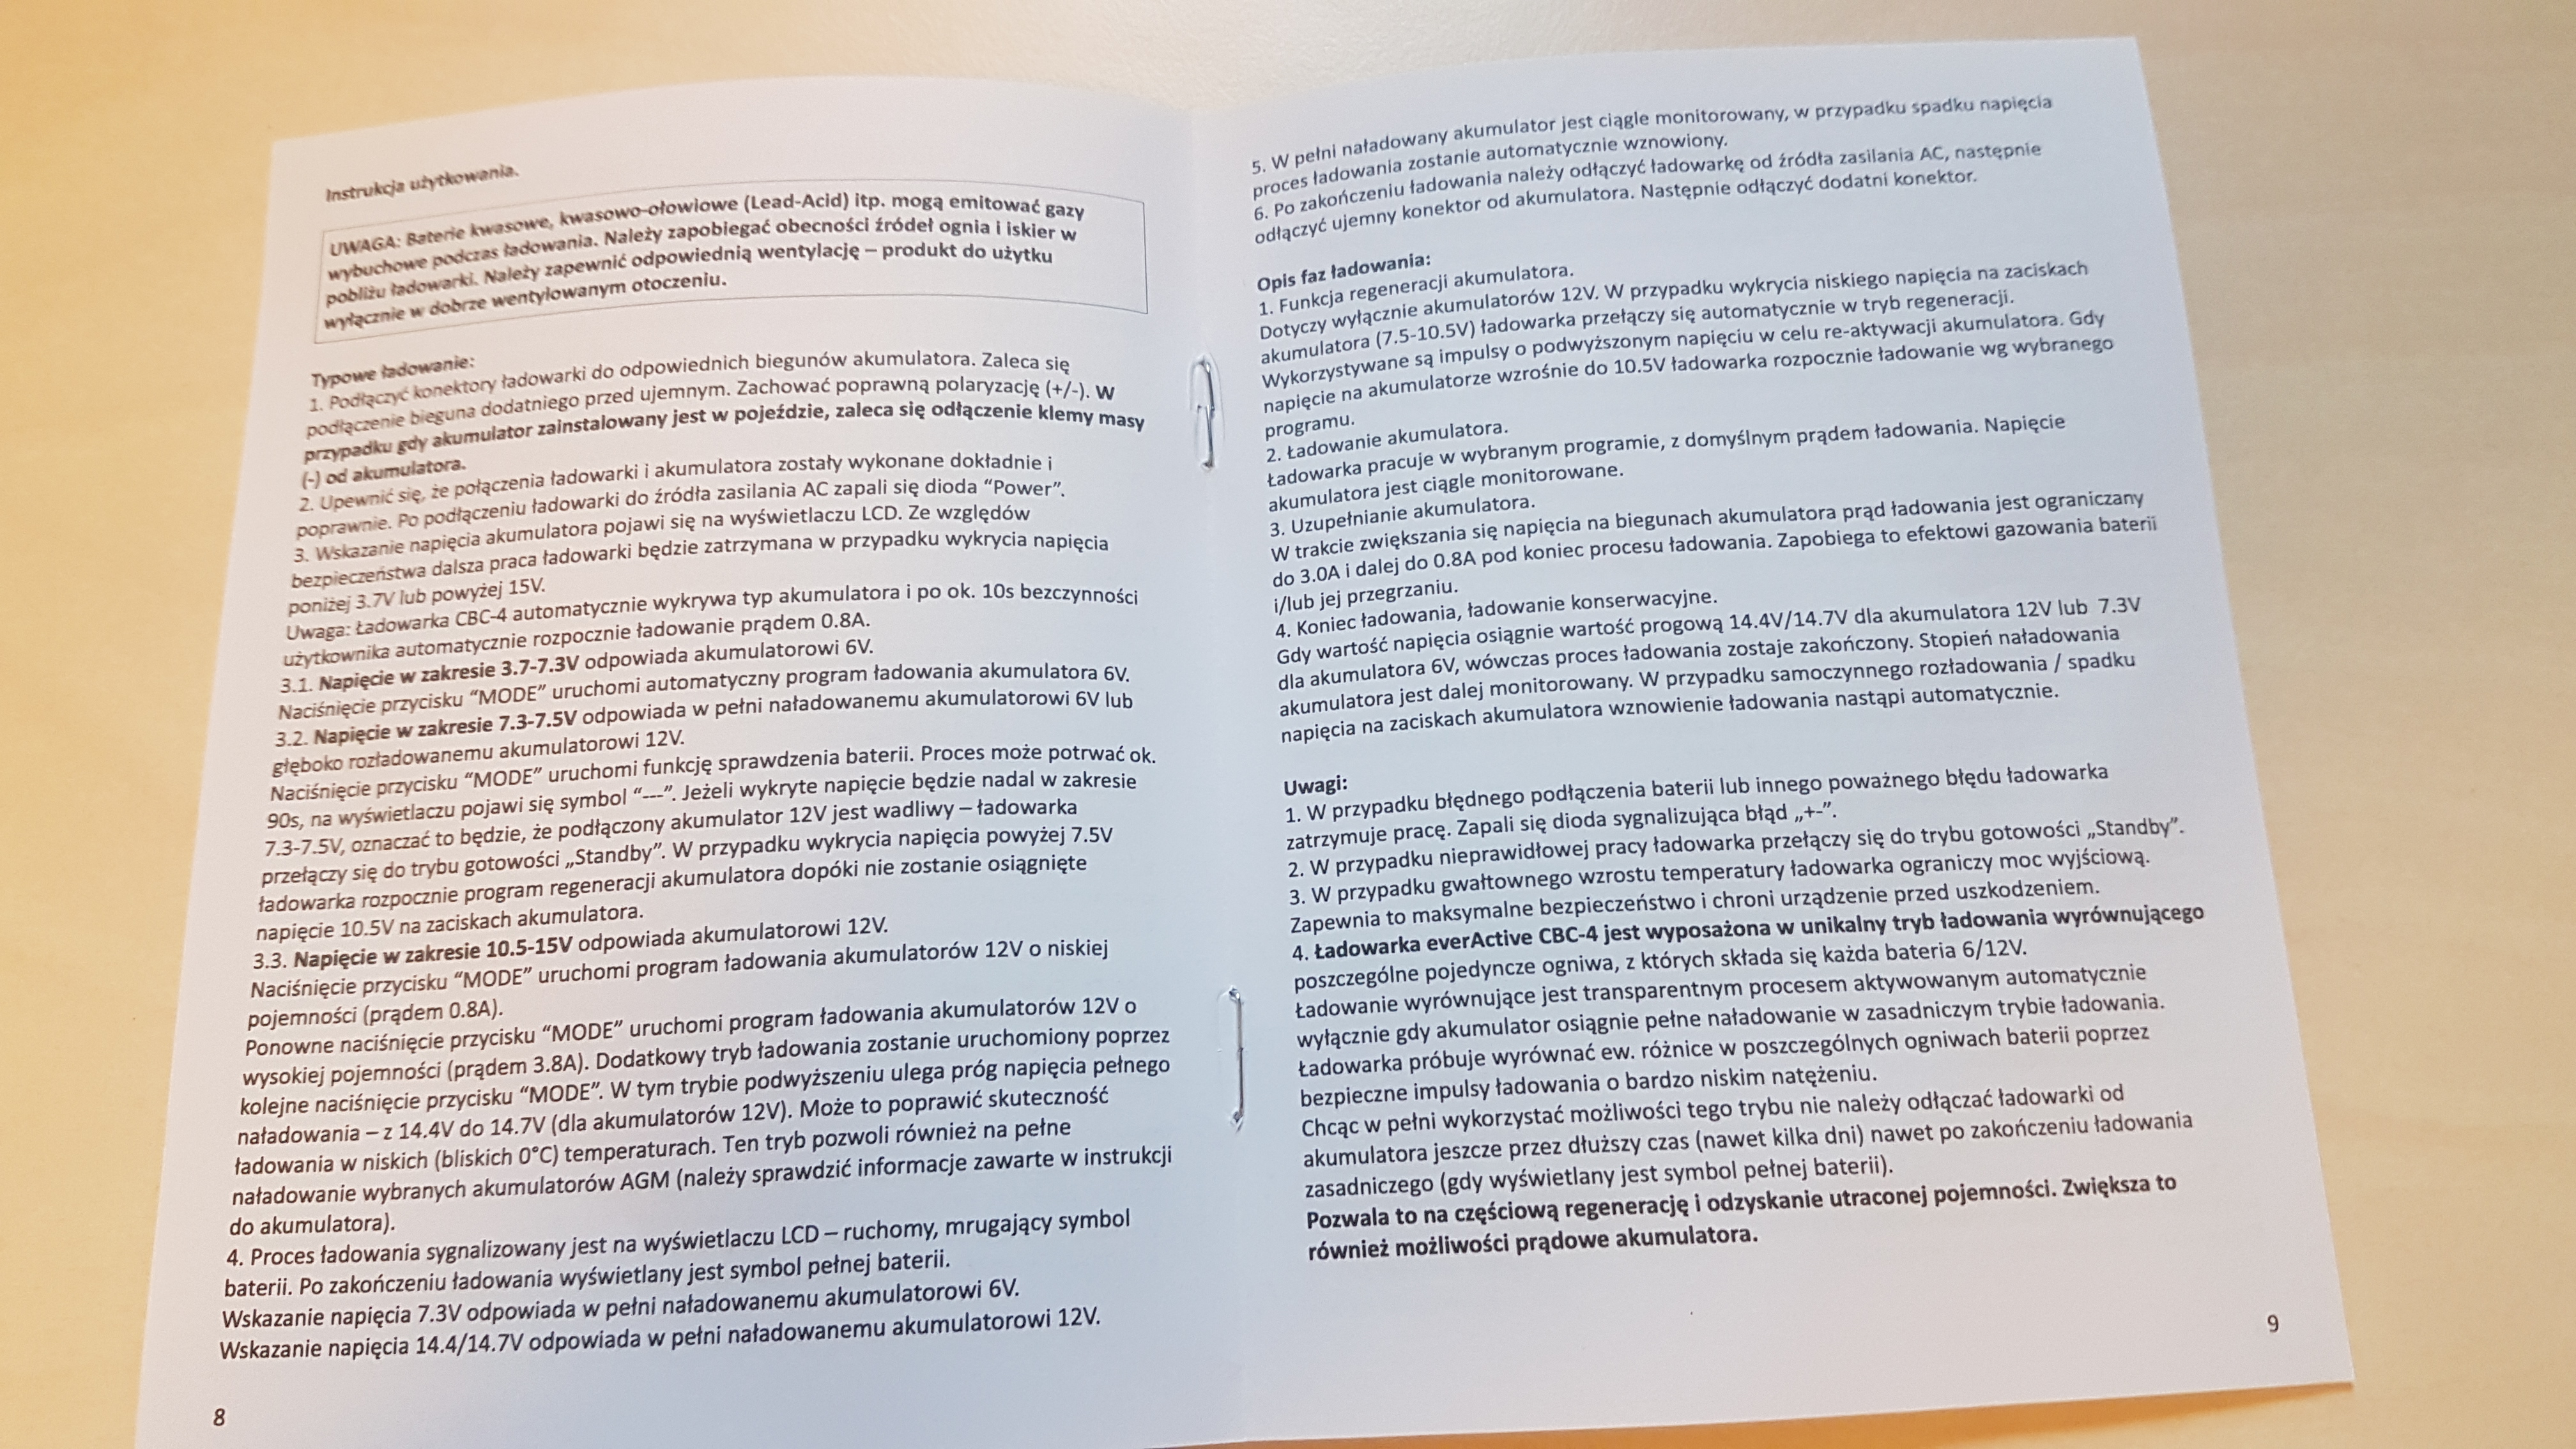 Instrukcja użytkowania.
UWAGA: Baterie kwasowe, kwasowo-ołowiowe (Lead-Acid) itp. mogą emitować gazy
wybuchowe podczas ładowania. Należy zapobiegać obecności źródeł ognia i iskier w
pobliżu ładowarki. Należy zapewnić odpowiednią wentylację – produkt do użytku
wyłącznie w dobrze wentylowanym otoczeniu.
Typowe ładowanie:
1. Podłączyć konektory ładowarki do odpowiednich biegunów akumulatora. Zaleca się
podłączenie bieguna dodatniego przed ujemnym. Zachować poprawną polaryzację (+/-). W
przypadku gdy akumulator zainstalowany jest w pojeździe, zaleca się odłączenie klemy masy
(-) od akumulatora.
2. Upewnić się, że połączenia ładowarki i akumulatora zostały wykonane dokładnie i
poprawnie. Po podłączeniu ładowarki do źródła zasilania AC zapali się dioda “Power”.
3. Wskazanie napięcia akumulatora pojawi się na wyświetlaczu LCD. Ze względów
bezpieczeństwa dalsza praca ładowarki będzie zatrzymana w przypadku wykrycia napięcia
poniżej 3.7V lub powyżej 15V.
Uwaga: Ładowarka CBC-4 automatycznie wykrywa typ akumulatora i po ok. 10s bezczynności
użytkownika automatycznie rozpocznie ładowanie prądem 0.8A.
3.1. Napięcie w zakresie 3.7-7.3V odpowiada akumulatorowi 6V.
Naciśnięcie przycisku “MODE” uruchomi automatyczny program ładowania akumulatora 6V.
3.2. Napięcie w zakresie 7.3-7.5V odpowiada w pełni naładowanemu akumulatorowi 6V lub
głęboko rozładowanemu akumulatorowi 12V.
Naciśnięcie przycisku “MODE” uruchomi funkcję sprawdzenia baterii. Proces może potrwać ok.
90s, na wyświetlaczu pojawi się symbol “---”. Jeżeli wykryte napięcie będzie nadal w zakresie
7.3-7.5V, oznaczać to będzie, że podłączony akumulator 12V jest wadliwy – ładowarka
przełączy się do trybu gotowości „Standby”. W przypadku wykrycia napięcia powyżej 7.5V
ładowarka rozpocznie program regeneracji akumulatora dopóki nie zostanie osiągnięte
napięcie 10.5V na zaciskach akumulatora.
3.3. Napięcie w zakresie 10.5-15V odpowiada akumulatorowi 12V.
Naciśnięcie przycisku “MODE” uruchomi program ładowania akumulatorów 12V o niskiej
pojemności (prądem 0.8A).
Ponowne naciśnięcie przycisku “MODE” uruchomi program ładowania akumulatorów 12V o
wysokiej pojemności (prądem 3.8A). Dodatkowy tryb ładowania zostanie uruchomiony poprzez
kolejne naciśnięcie przycisku “MODE”. W tym trybie podwyższeniu ulega próg napięcia pełnego
naładowania – z 14.4V do 14.7V (dla akumulatorów 12V). Może to poprawić skuteczność
ładowania w niskich (bliskich 0°C) temperaturach. Ten tryb pozwoli również na pełne
naładowanie wybranych akumulatorów AGM (należy sprawdzić informacje zawarte w instrukcji
do akumulatora).
4. Proces ładowania sygnalizowany jest na wyświetlaczu LCD – ruchomy, mrugający symbol
baterii. Po zakończeniu ładowania wyświetlany jest symbol pełnej baterii.
Wskazanie napięcia 7.3V odpowiada w pełni naładowanemu akumulatorowi 6V.
Wskazanie napięcia 14.4/14.7V odpowiada w pełni naładowanemu akumulatorowi 12V.
8
5. W pełni naładowany akumulator jest ciągle monitorowany, w przypadku spadku napięcia
proces ładowania zostanie automatycznie wznowiony.
6. Po zakończeniu ładowania należy odłączyć ładowarkę od źródła zasilania AC, następnie
odłączyć ujemny konektor od akumulatora. Następnie odłączyć dodatni konektor.
Opis faz ładowania:
1. Funkcja regeneracji akumulatora.
Dotyczy wyłącznie akumulatorów 12V. W przypadku wykrycia niskiego napięcia na zaciskach
akumulatora (7.5-10.5V) ładowarka przełączy się automatycznie w tryb regeneracji.
Wykorzystywane są impulsy o podwyższonym napięciu w celu re-aktywacji akumulatora. Gdy
napięcie na akumulatorze wzrośnie do 10.5V ładowarka rozpocznie ładowanie wg wybranego
programu.
2. Ładowanie akumulatora.
Ładowarka pracuje w wybranym programie, z domyślnym prądem ładowania. Napięcie
akumulatora jest ciągle monitorowane.
3. Uzupełnianie akumulatora.
W trakcie zwiększania się napięcia na biegunach akumulatora prąd ładowania jest ograniczany
do 3.0A i dalej do 0.8A pod koniec procesu ładowania. Zapobiega to efektowi gazowania baterii
i/lub jej przegrzaniu.
4. Koniec ładowania, ładowanie konserwacyjne.
Gdy wartość napięcia osiągnie wartość progową 14.4V/14.7V dla akumulatora 12V lub 7.3V
dla akumulatora 6V, wówczas proces ładowania zostaje zakończony. Stopień naładowania
akumulatora jest dalej monitorowany. W przypadku samoczynnego rozładowania / spadku
napięcia na zaciskach akumulatora wznowienie ładowania nastąpi automatycznie.
Uwagi:
1. W przypadku błędnego podłączenia baterii lub innego poważnego błędu ładowarka
zatrzymuje pracę. Zapali się dioda sygnalizująca błąd „+-”.
2. W przypadku nieprawidłowej pracy ładowarka przełączy się do trybu gotowości „Standby”.
3. W przypadku gwałtownego wzrostu temperatury ładowarka ograniczy moc wyjściową.
Zapewnia to maksymalne bezpieczeństwo i chroni urządzenie przed uszkodzeniem.
4. Ładowarka everActive CBC-4 jest wyposażona w unikalny tryb ładowania wyrównującego
poszczególne pojedyncze ogniwa, z których składa się każda bateria 6/12V.
Ładowanie wyrównujące jest transparentnym procesem aktywowanym automatycznie
wyłącznie gdy akumulator osiągnie pełne naładowanie w zasadniczym trybie ładowania.
Ładowarka próbuje wyrównać ew. różnice w poszczególnych ogniwach baterii poprzez
bezpieczne impulsy ładowania o bardzo niskim natężeniu.
Chcąc w pełni wykorzystać możliwości tego trybu nie należy odłączać ładowarki od
akumulatora jeszcze przez dłuższy czas (nawet kilka dni) nawet po zakończeniu ładowania
zasadniczego (gdy wyświetlany jest symbol pełnej baterii).
Pozwala to na częściową regenerację i odzyskanie utraconej pojemności. Zwiększa to
również możliwości prądowe akumulatora.
9